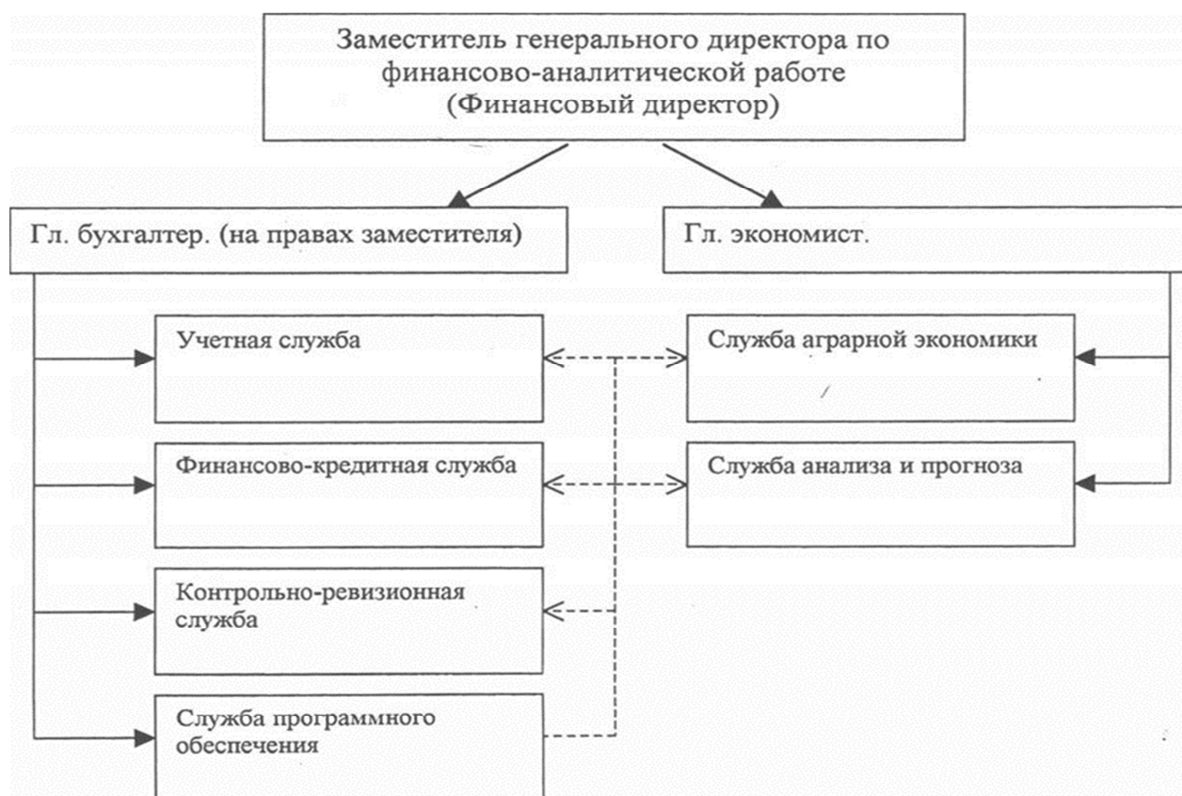 Заместитель генерального директора по
финансово-аналитической работе
(Финансовый директор)
Гл. бухгалтер. (на правах заместителя)
Гл. экономист.
Учетная служба
Служба аграрной экономики
Финансово-кредитная служба
Служба анализа и прогноза
Контрольно-ревизионная
служба
Служба программного
обеспечения